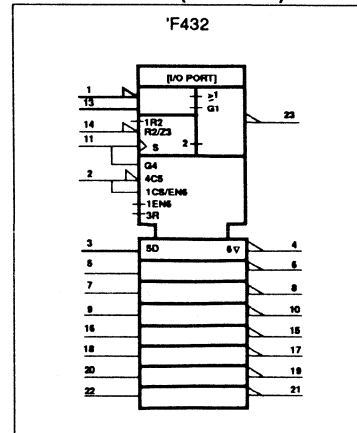 'F432
[I/O PORT]
1 ≥1
13 G1
23
1R2
14 R2/Z3
11 S 2
G4
2 4C5
1C8/EN6
1EN6
3R
3 5D 6▽ 4
5 6
7 8
9 10
16 15
18 17
20 19
22 21